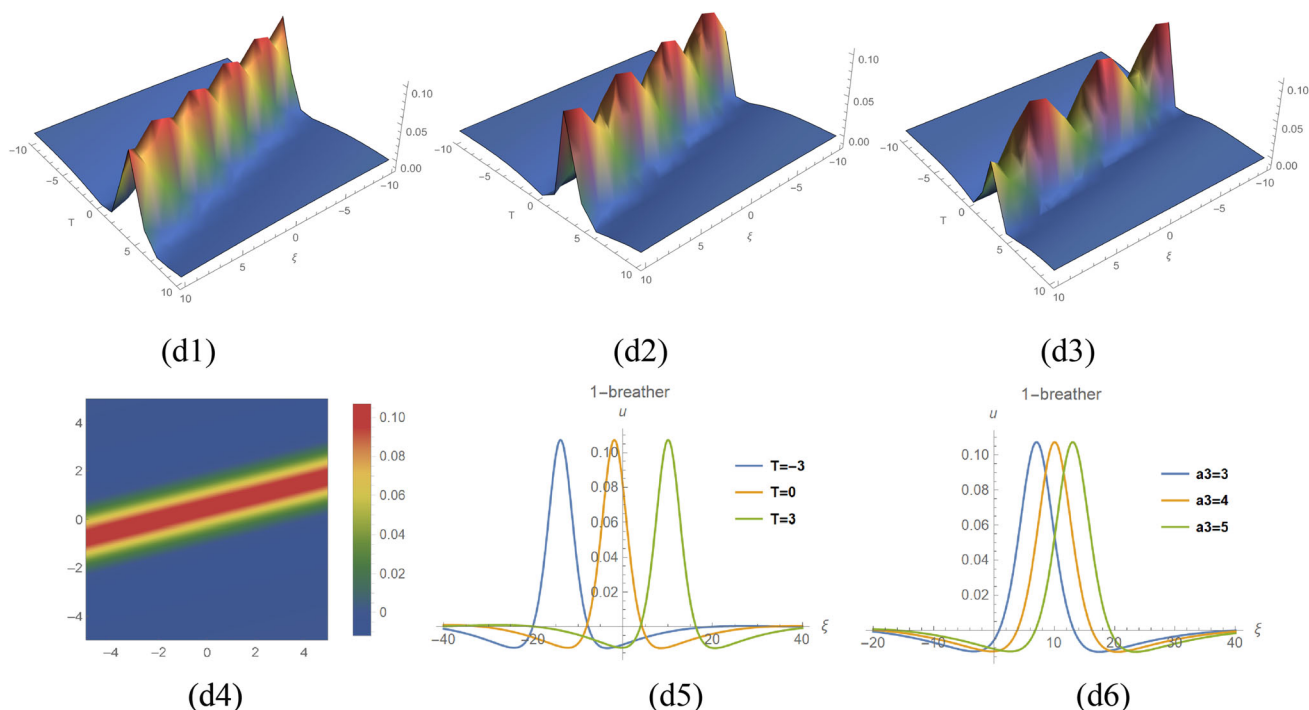 0.10
0.05
0.00
−10
−5
0
T
5
10
10
5
ξ
0
−5
−10
(d1)
0.10
0.05
0.00
−10
−5
0
T
5
10
10
5
ξ
0
−5
−10
(d2)
0.10
0.05
0.00
−10
−5
0
T
5
10
10
5
ξ
0
−5
−10
(d3)
4
2
0
−2
−4
−4 −2 0 2 4
0.10
0.08
0.06
0.04
0.02
0
(d4)
1−breather
u
0.10
0.08
0.06
0.04
0.02
−40 −20 20 40 ξ
T=−3
T=0
T=3
(d5)
1−breather
u
0.10
0.08
0.06
0.04
0.02
−20 −10 10 20 30 40 ξ
a3=3
a3=4
a3=5
(d6)